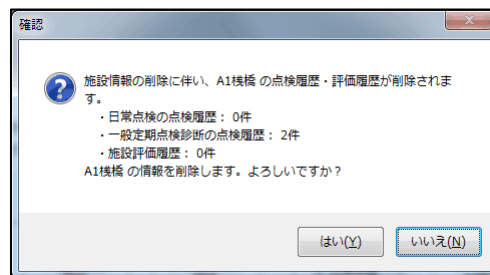 確認
施設情報の削除に伴い、A1桟橋 の点検履歴・評価履歴が削除されま
す。
・日常点検の点検履歴： 0件
・一般定期点検診断の点検履歴： 2件
・施設評価履歴： 0件
A1桟橋 の情報を削除します。よろしいですか？
はい(Y)
いいえ(N)